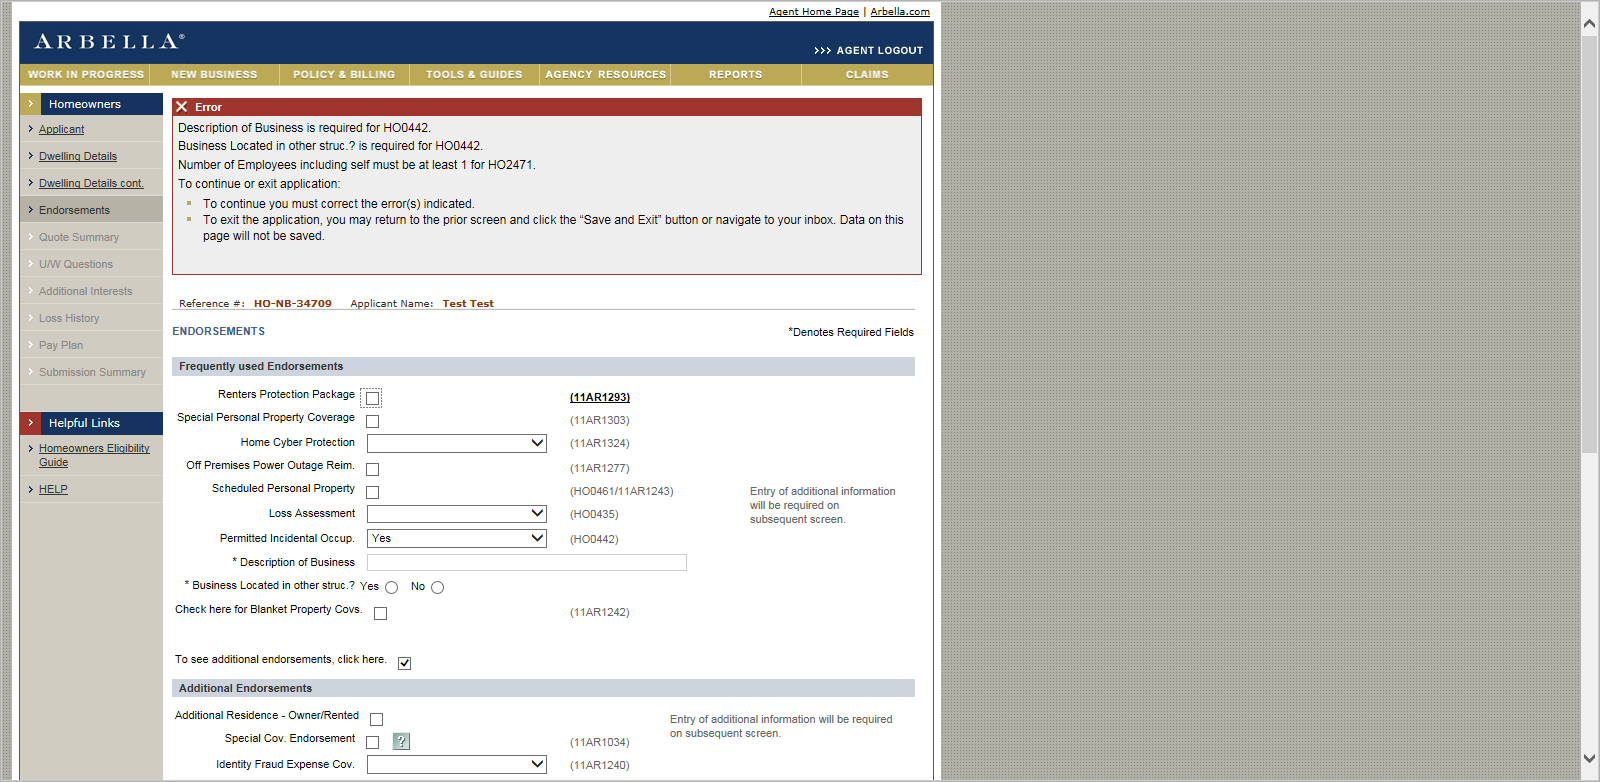 Agent Home Page | Arbella.com
ARBELLA®
>>> AGENT LOGOUT
WORK IN PROGRESS NEW BUSINESS POLICY & BILLING TOOLS & GUIDES AGENCY RESOURCES REPORTS CLAIMS
Homeowners
Applicant
Dwelling Details
Dwelling Details cont.
Endorsements
Quote Summary
U/W Questions
Additional Interests
Loss History
Pay Plan
Submission Summary
Helpful Links
Homeowners Eligibility
Guide
HELP
Error
Description of Business is required for HO0442.
Business Located in other struc.? is required for HO0442.
Number of Employees including self must be at least 1 for HO2471.
To continue or exit application:
To continue you must correct the error(s) indicated.
To exit the application, you may return to the prior screen and click the “Save and Exit” button or navigate to your inbox. Data on this
page will not be saved.
Reference #: HO-NB-34709 Applicant Name: Test Test
ENDORSEMENTS
*Denotes Required Fields
Frequently used Endorsements
Renters Protection Package (11AR1293)
Special Personal Property Coverage (11AR1303)
Home Cyber Protection (11AR1324)
Off Premises Power Outage Reim. (11AR1277)
Scheduled Personal Property (HO0461/11AR1243)
Entry of additional information
will be required on
subsequent screen.
Loss Assessment (HO0435)
Permitted Incidental Occup. Yes (HO0442)
* Description of Business
* Business Located in other struc.? Yes No
Check here for Blanket Property Covs. (11AR1242)
To see additional endorsements, click here.
Additional Endorsements
Additional Residence - Owner/Rented
Entry of additional information will be required
on subsequent screen.
Special Cov. Endorsement ? (11AR1034)
Identity Fraud Expense Cov. (11AR1240)